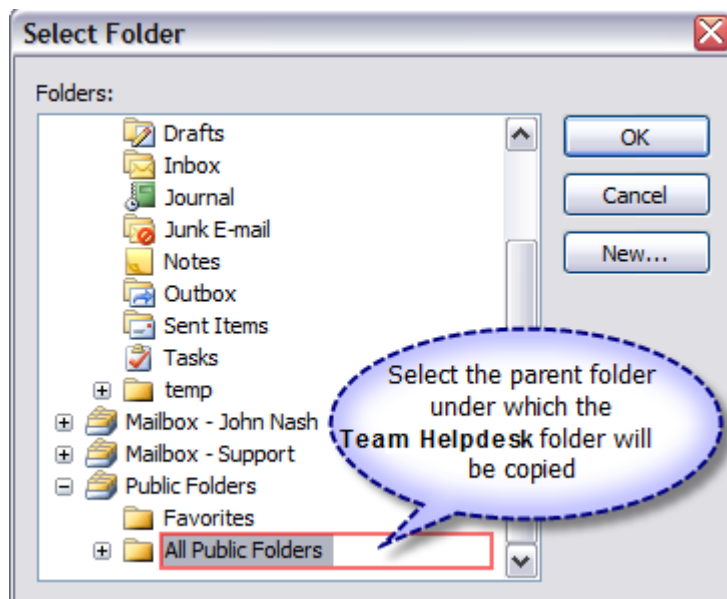 Select Folder
Folders:
Drafts
Inbox
Journal
Junk E-mail
Notes
Outbox
Sent Items
Tasks
temp
Mailbox - John Nash
Mailbox - Support
Public Folders
Favorites
All Public Folders
OK
Cancel
New...
Select the parent folder
under which the
Team Helpdesk folder will
be copied